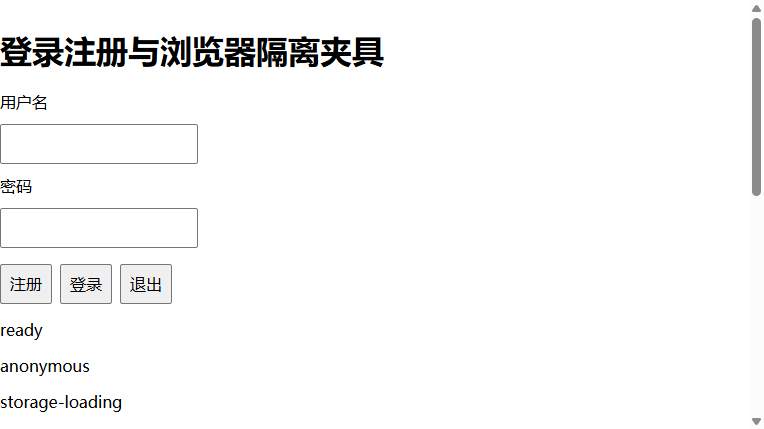 登录注册与浏览器隔离夹具
用户名
密码
注册 登录 退出
ready
anonymous
storage-loading